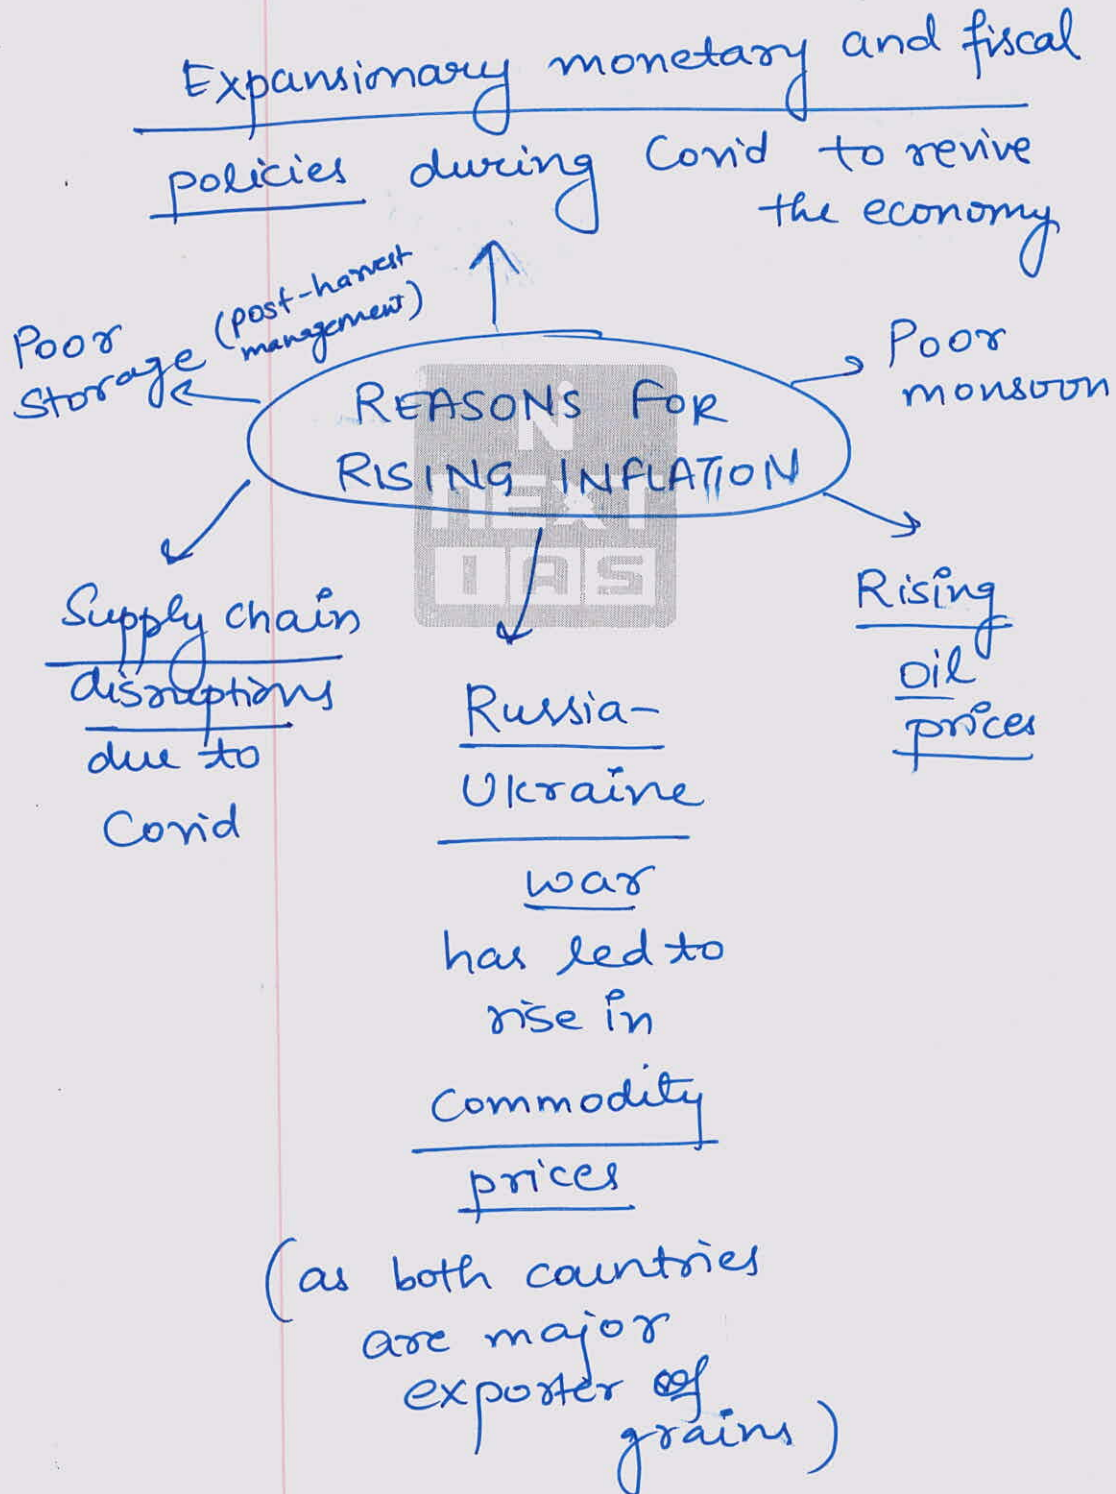 Expansionary monetary and fiscal
policies during Covid to revive
the economy
Poor
Storage (post-harvest
management)
Poor
monsoon
REASONS FOR
RISING INFLATION
N
NEXT
IAS
Supply chain
disruptions
due to
Covid
Russia-
Ukraine
war
has led to
rise in
Commodity
prices
(as both countries
are major
exporter of
grains)
Rising
oil
prices